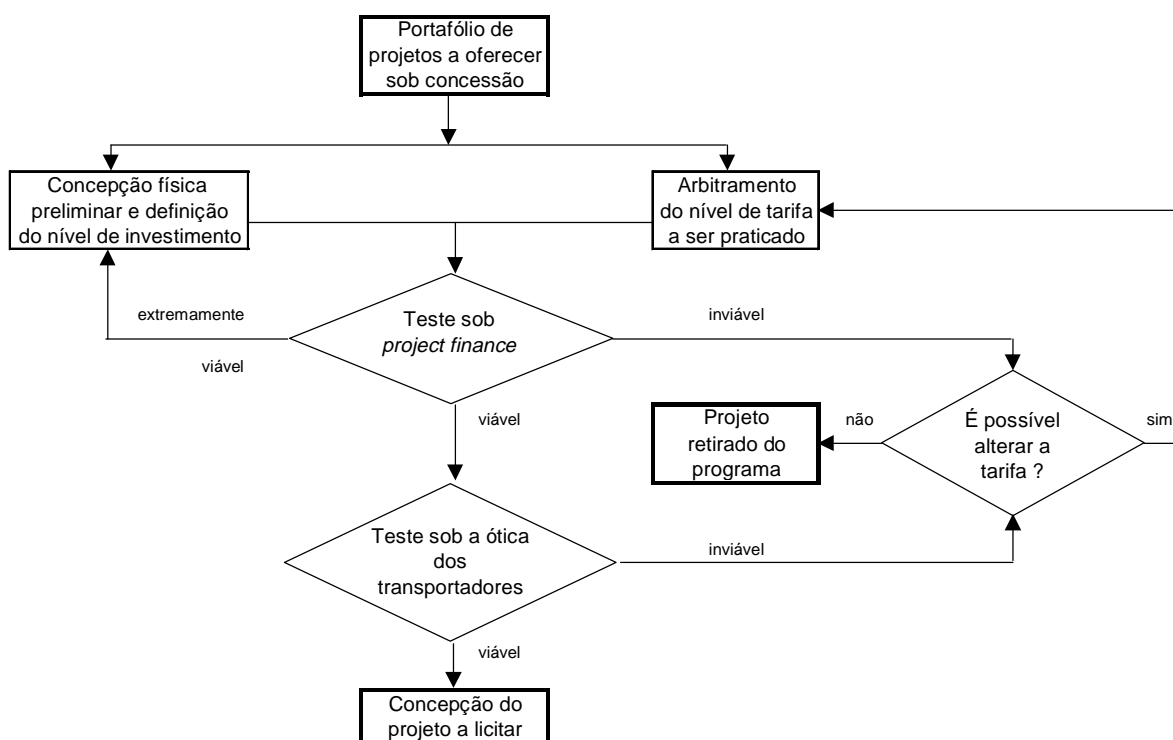 Portafólio de
projetos a oferecer
sob concessão
Concepção física
preliminar e definição
do nível de investimento
Arbitramento
do nível de tarifa
a ser praticado
extremamente
viável
Teste sob
project finance
inviável
viável
Projeto
retirado do
programa
não
É possível
alterar a
tarifa ?
sim
Teste sob a ótica
dos
transportadores
inviável
viável
Concepção do
projeto a licitar